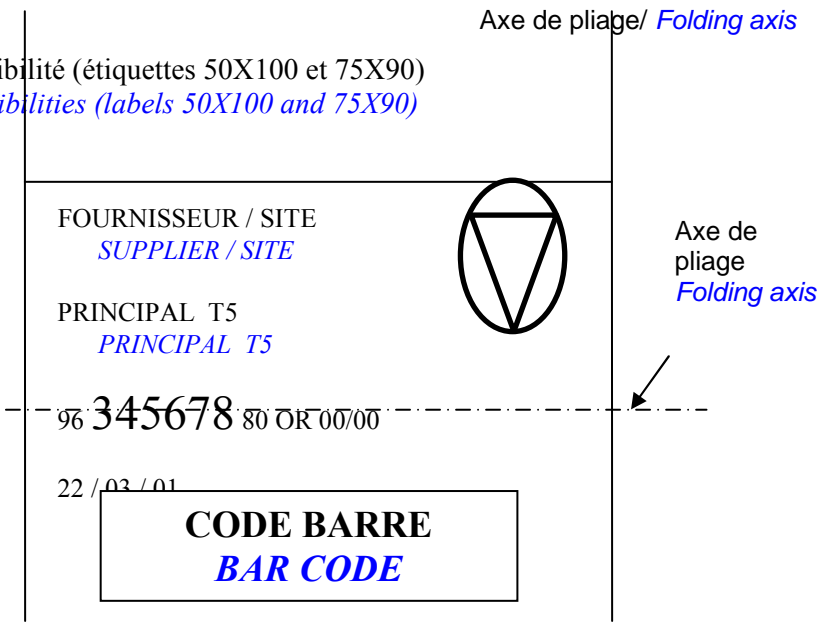 Axe de pliage/ Folding axis
ibilité (étiquettes 50X100 et 75X90)
ibilities (labels 50X100 and 75X90)
FOURNISSEUR / SITE
SUPPLIER / SITE
Axe de
pliage
Folding axis
PRINCIPAL T5
PRINCIPAL T5
96 345678 80 OR 00/00
22 / 03 / 01
CODE BARRE
BAR CODE